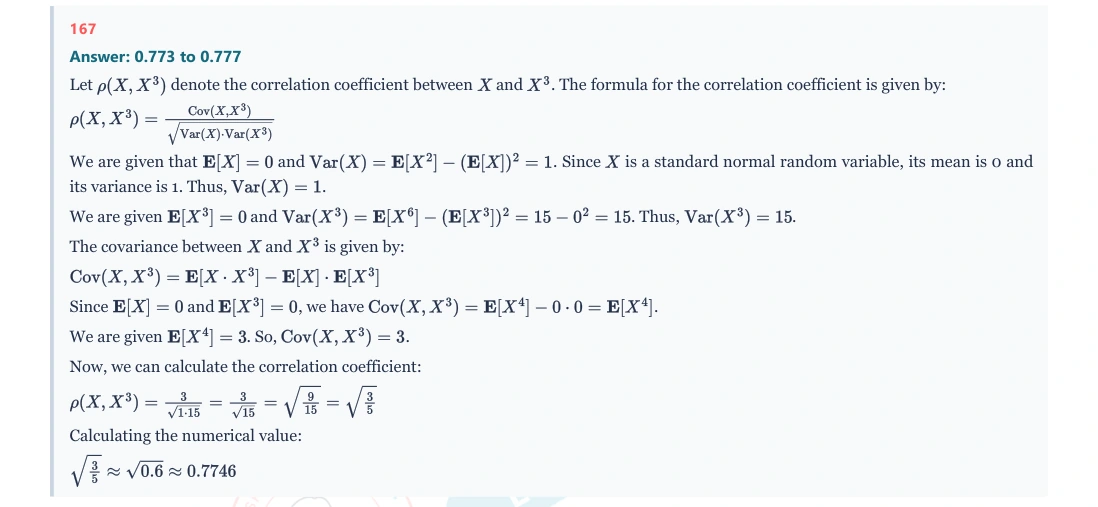 167
Answer: 0.773 to 0.777
Let ρ(X, X³) denote the correlation coefficient between X and X³. The formula for the correlation coefficient is given by:
ρ(X, X³) = Cov(X,X³) / √(Var(X)·Var(X³))
We are given that E[X] = 0 and Var(X) = E[X²] − (E[X])² = 1. Since X is a standard normal random variable, its mean is 0 and
its variance is 1. Thus, Var(X) = 1.
We are given E[X³] = 0 and Var(X³) = E[X⁶] − (E[X³])² = 15 − 0² = 15. Thus, Var(X³) = 15.
The covariance between X and X³ is given by:
Cov(X, X³) = E[X · X³] − E[X] · E[X³]
Since E[X] = 0 and E[X³] = 0, we have Cov(X, X³) = E[X⁴] − 0 · 0 = E[X⁴].
We are given E[X⁴] = 3. So, Cov(X, X³) = 3.
Now, we can calculate the correlation coefficient:
ρ(X, X³) = 3/√(1·15) = 3/√15 = √(9/15) = √(3/5)
Calculating the numerical value:
√(3/5) ≈ √0.6 ≈ 0.7746